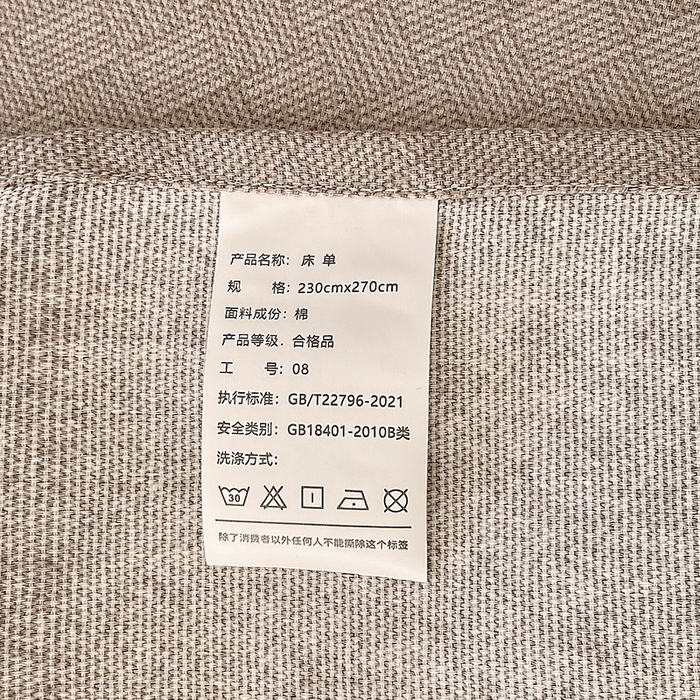 产品名称：床 单
规 格：230cmx270cm
面料成份：棉
产品等级．合格品
工 号：08
执行标准：GB/T22796-2021
安全类别：GB18401-2010B类
洗涤方式：
30
除了消费者以外任何人不能撕除这个标签